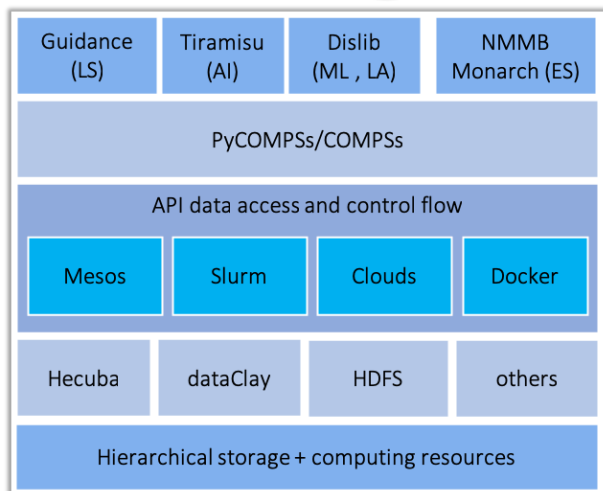 Guidance
(LS)
Tiramisu
(AI)
Dislib
(ML , LA)
NMMB
Monarch (ES)
PyCOMPSs/COMPSs
API data access and control flow
Mesos
Slurm
Clouds
Docker
Hecuba
dataClay
HDFS
others
Hierarchical storage + computing resources